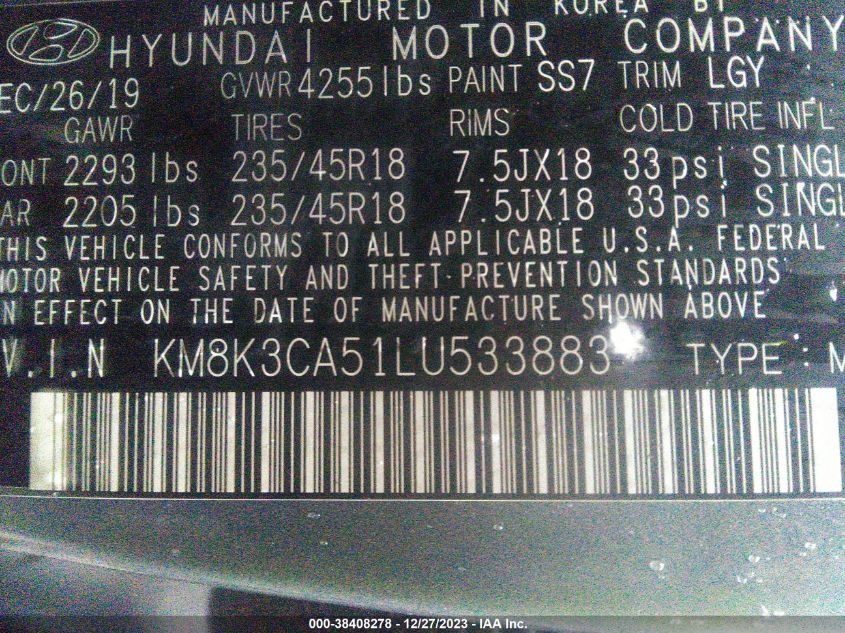 MANUFACTURED IN KOREA BY
HYUNDAI MOTOR COMPANY
EC/26/19 GVWR 4255 lbs PAINT SS7 TRIM LGY
GAWR TIRES RIMS COLD TIRE INFL
ONT 2293 lbs 235/45R18 7.5JX18 33psi SINGL
AR 2205 lbs 235/45R18 7.5JX18 33psi SINGL
THIS VEHICLE CONFORMS TO ALL APPLICABLE U.S.A. FEDERAL
MOTOR VEHICLE SAFETY AND THEFT-PREVENTION STANDARDS
IN EFFECT ON THE DATE OF MANUFACTURE SHOWN ABOVE
V.I.N KM8K3CA51LU533883 TYPE : M
000-38408278 - 12/27/2023 - IAA Inc.